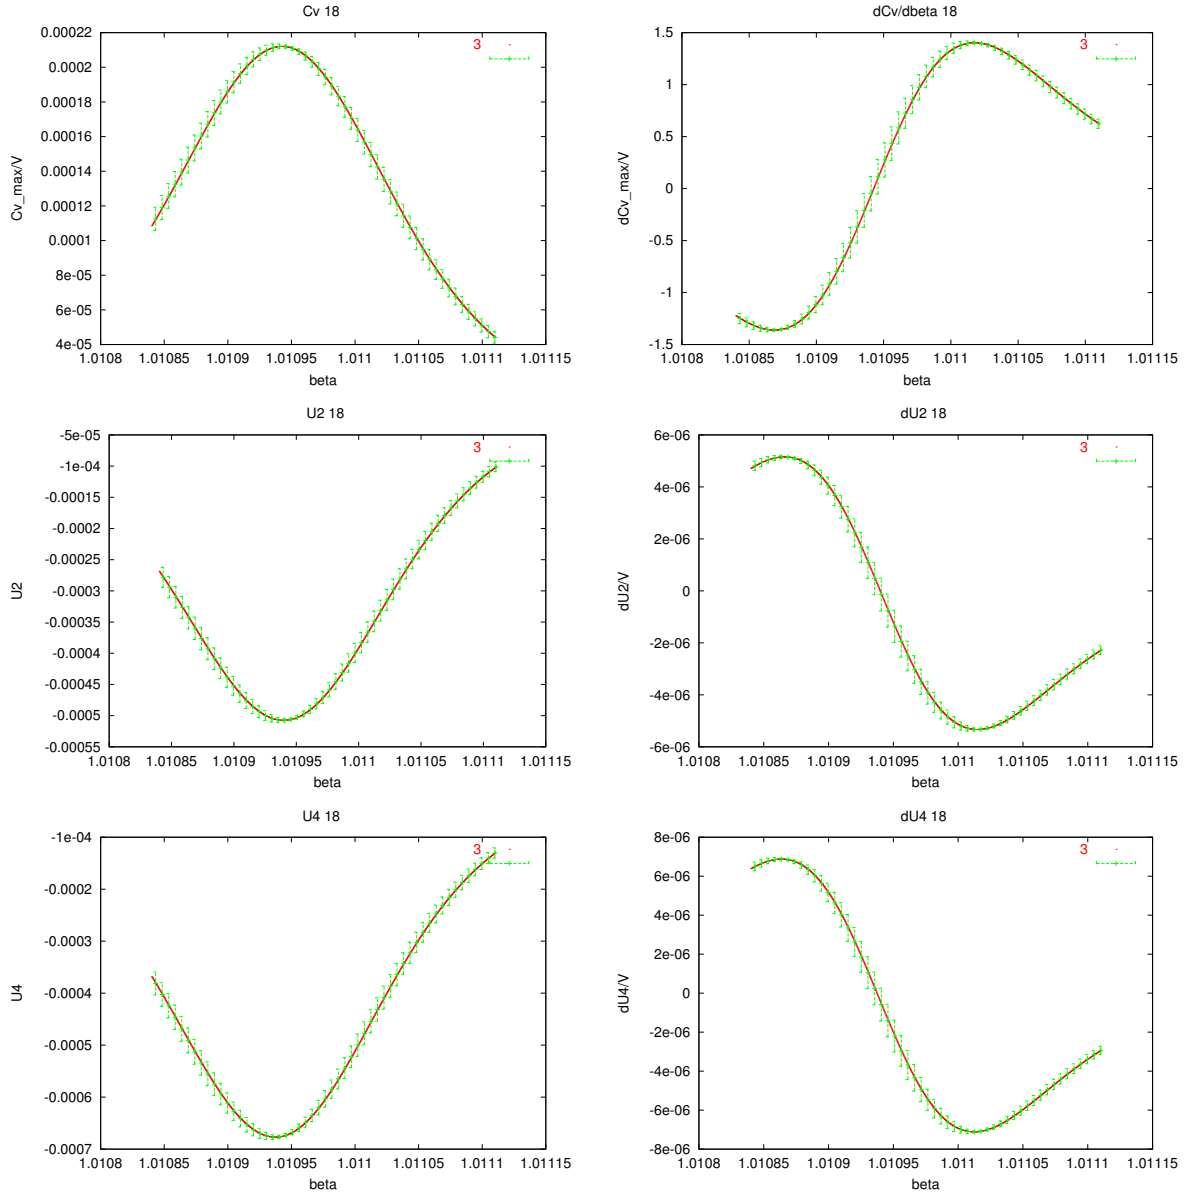 Cv 18
0.00022
0.0002
0.00018
0.00016
0.00014
0.00012
0.0001
8e-05
6e-05
4e-05
Cv_max/V
3
1.0108 1.01085 1.0109 1.01095 1.011 1.01105 1.0111 1.01115
beta
dCv/dbeta 18
1.5
1
0.5
0
-0.5
-1
-1.5
dCv_max/V
3
1.0108 1.01085 1.0109 1.01095 1.011 1.01105 1.0111 1.01115
beta
U2 18
-5e-05
-1e-04
-0.00015
-0.0002
-0.00025
-0.0003
-0.00035
-0.0004
-0.00045
-0.0005
-0.00055
U2
3
1.0108 1.01085 1.0109 1.01095 1.011 1.01105 1.0111 1.01115
beta
dU2 18
6e-06
4e-06
2e-06
0
-2e-06
-4e-06
-6e-06
dU2/V
3
1.0108 1.01085 1.0109 1.01095 1.011 1.01105 1.0111 1.01115
beta
U4 18
-1e-04
-0.0002
-0.0003
-0.0004
-0.0005
-0.0006
-0.0007
U4
3
1.0108 1.01085 1.0109 1.01095 1.011 1.01105 1.0111 1.01115
beta
dU4 18
8e-06
6e-06
4e-06
2e-06
0
-2e-06
-4e-06
-6e-06
-8e-06
dU4/V
3
1.0108 1.01085 1.0109 1.01095 1.011 1.01105 1.0111 1.01115
beta